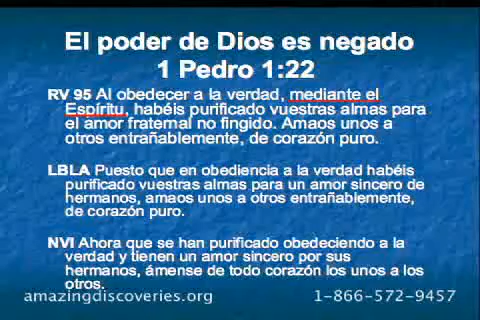 El poder de Dios es negado
1 Pedro 1:22
RV 95 Al obedecer a la verdad, mediante el
Espíritu, habéis purificado vuestras almas para
el amor fraternal no fingido. Amaos unos a
otros entrañablemente, de corazón puro.
LBLA Puesto que en obediencia a la verdad habéis
purificado vuestras almas para un amor sincero de
hermanos, amaos unos a otros entrañablemente,
de corazón puro.
NVI Ahora que se han purificado obedeciendo a la
verdad y tienen un amor sincero por sus
hermanos, ámense de todo corazón los unos a los
otros.
amazingdiscoveries.org 1-866-572-9457